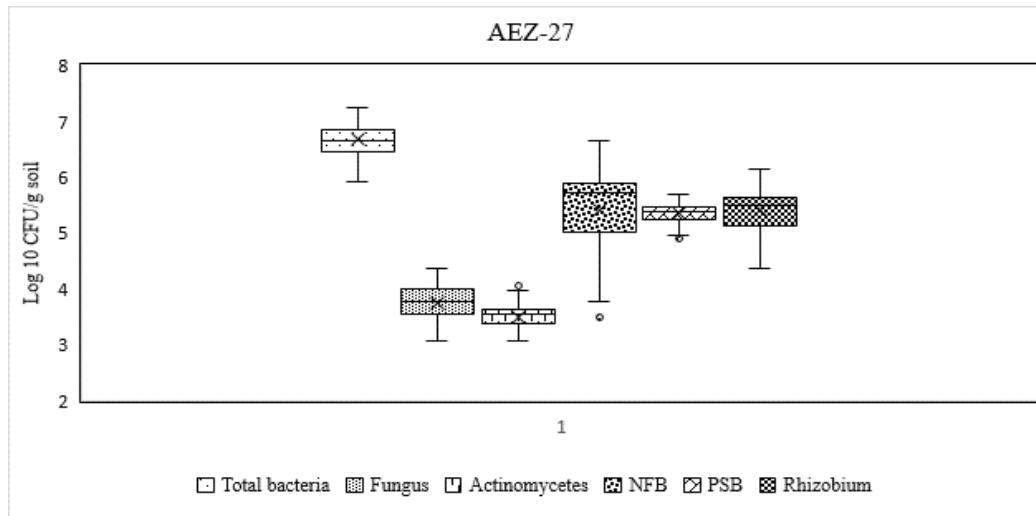 AEZ-27
Log 10 CFU/g soil
8
7
6
5
4
3
2
1
Total bacteria Fungus Actinomycetes NFB PSB Rhizobium